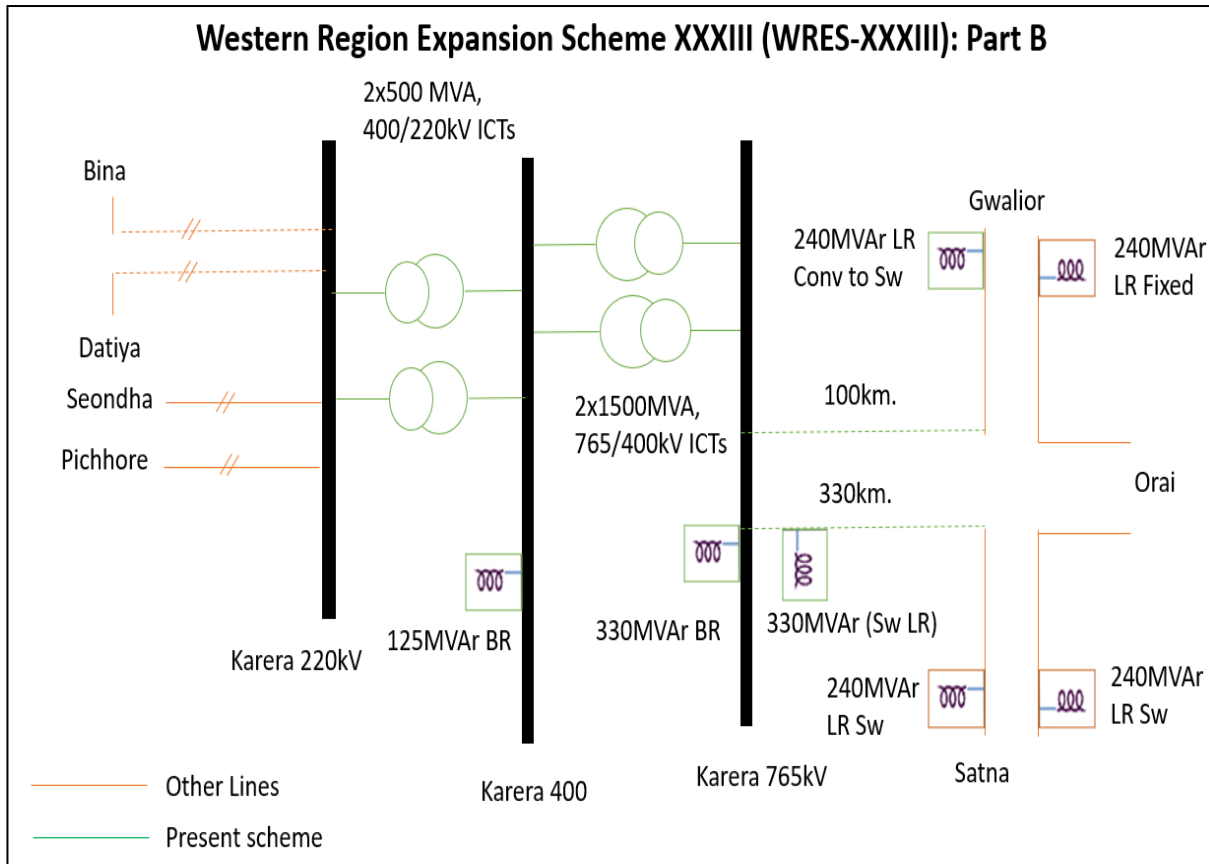 Western Region Expansion Scheme XXXIII (WRES-XXXIII): Part B
2x500 MVA,
400/220kV ICTs
Bina
Datiya
Seondha
Pichhore
2x1500MVA,
765/400kV ICTs
Gwalior
240MVAr LR
Conv to Sw
240MVAr
LR Fixed
100km.
330km.
Orai
125MVAr BR
330MVAr BR
330MVAr (Sw LR)
240MVAr
LR Sw
240MVAr
LR Sw
Satna
Karera 220kV
Karera 400
Karera 765kV
Other Lines
Present scheme